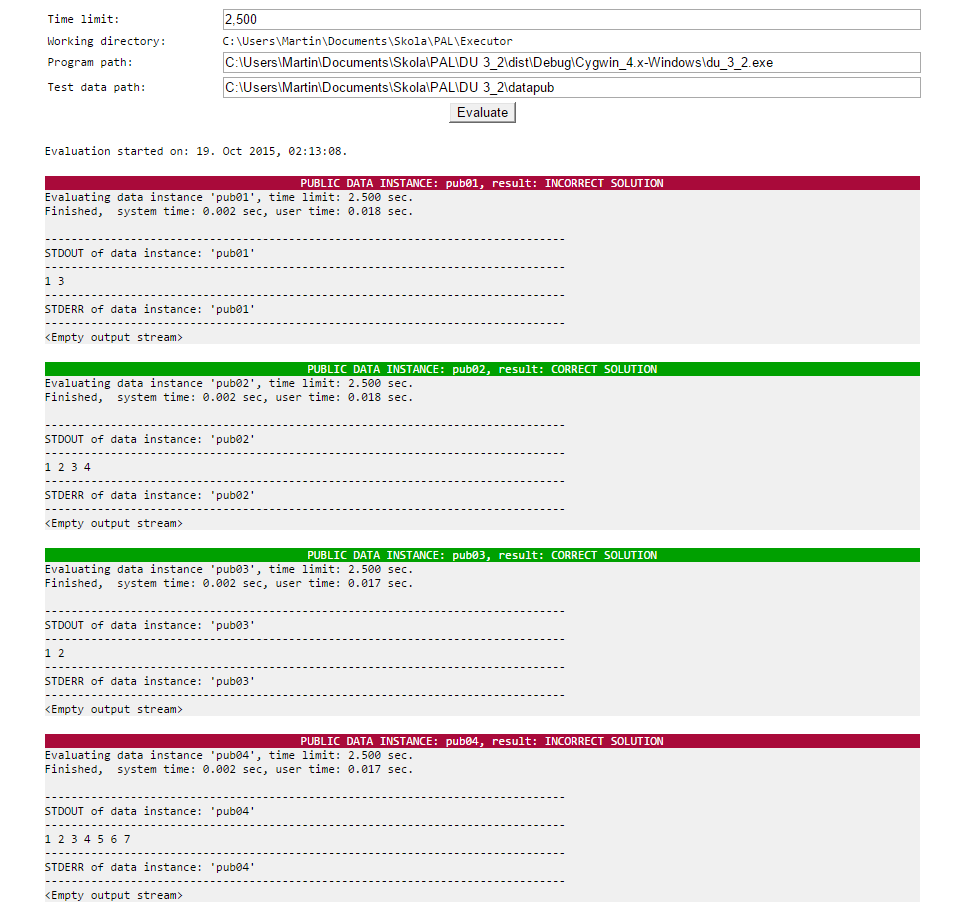 Time limit: 2,500
Working directory: C:\Users\Martin\Documents\Skola\PAL\Executor
Program path: C:\Users\Martin\Documents\Skola\PAL\DU 3_2\dist\Debug\Cygwin_4.x-Windows\du_3_2.exe
Test data path: C:\Users\Martin\Documents\Skola\PAL\DU 3_2\datapub
Evaluate
Evaluation started on: 19. Oct 2015, 02:13:08.
PUBLIC DATA INSTANCE: pub01, result: INCORRECT SOLUTION
Evaluating data instance 'pub01', time limit: 2.500 sec.
Finished,  system time: 0.002 sec, user time: 0.018 sec.
-------------------------------------------------------------------------------
STDOUT of data instance: 'pub01'
-------------------------------------------------------------------------------
1 3
-------------------------------------------------------------------------------
STDERR of data instance: 'pub01'
-------------------------------------------------------------------------------
<Empty output stream>
PUBLIC DATA INSTANCE: pub02, result: CORRECT SOLUTION
Evaluating data instance 'pub02', time limit: 2.500 sec.
Finished,  system time: 0.002 sec, user time: 0.018 sec.
-------------------------------------------------------------------------------
STDOUT of data instance: 'pub02'
-------------------------------------------------------------------------------
1 2 3 4
-------------------------------------------------------------------------------
STDERR of data instance: 'pub02'
-------------------------------------------------------------------------------
<Empty output stream>
PUBLIC DATA INSTANCE: pub03, result: CORRECT SOLUTION
Evaluating data instance 'pub03', time limit: 2.500 sec.
Finished,  system time: 0.002 sec, user time: 0.017 sec.
-------------------------------------------------------------------------------
STDOUT of data instance: 'pub03'
-------------------------------------------------------------------------------
1 2
-------------------------------------------------------------------------------
STDERR of data instance: 'pub03'
-------------------------------------------------------------------------------
<Empty output stream>
PUBLIC DATA INSTANCE: pub04, result: INCORRECT SOLUTION
Evaluating data instance 'pub04', time limit: 2.500 sec.
Finished,  system time: 0.002 sec, user time: 0.017 sec.
-------------------------------------------------------------------------------
STDOUT of data instance: 'pub04'
-------------------------------------------------------------------------------
1 2 3 4 5 6 7
-------------------------------------------------------------------------------
STDERR of data instance: 'pub04'
-------------------------------------------------------------------------------
<Empty output stream>